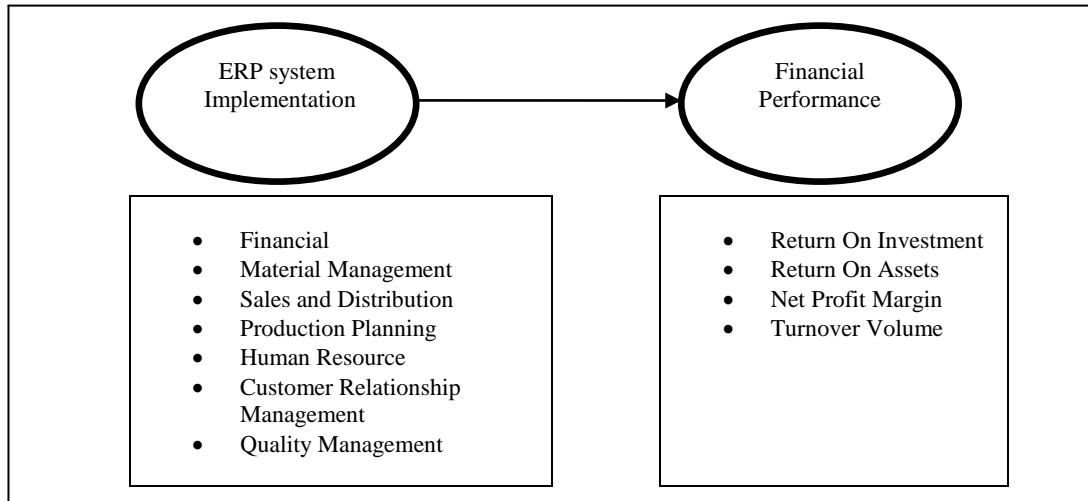 ERP system
Implementation
Financial
Performance
• Financial
• Material Management
• Sales and Distribution
• Production Planning
• Human Resource
• Customer Relationship
Management
• Quality Management
• Return On Investment
• Return On Assets
• Net Profit Margin
• Turnover Volume